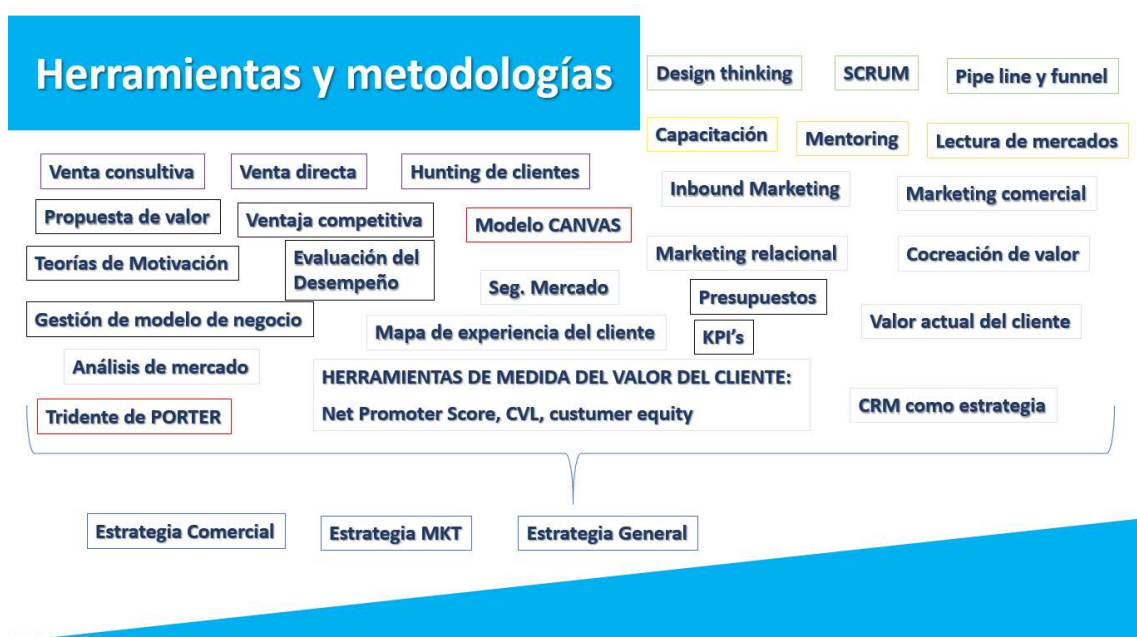 Herramientas y metodologías
Design thinking
SCRUM
Pipe line y funnel
Capacitación
Mentoring
Lectura de mercados
Venta consultiva
Venta directa
Hunting de clientes
Inbound Marketing
Marketing comercial
Propuesta de valor
Ventaja competitiva
Modelo CANVAS
Teorías de Motivación
Evaluación del
Desempeño
Marketing relacional
Cocreación de valor
Seg. Mercado
Presupuestos
Gestión de modelo de negocio
Mapa de experiencia del cliente
KPI's
Valor actual del cliente
Análisis de mercado
HERRAMIENTAS DE MEDIDA DEL VALOR DEL CLIENTE:
Net Promoter Score, CVL, custumer equity
CRM como estrategia
Tridente de PORTER
Estrategia Comercial
Estrategia MKT
Estrategia General